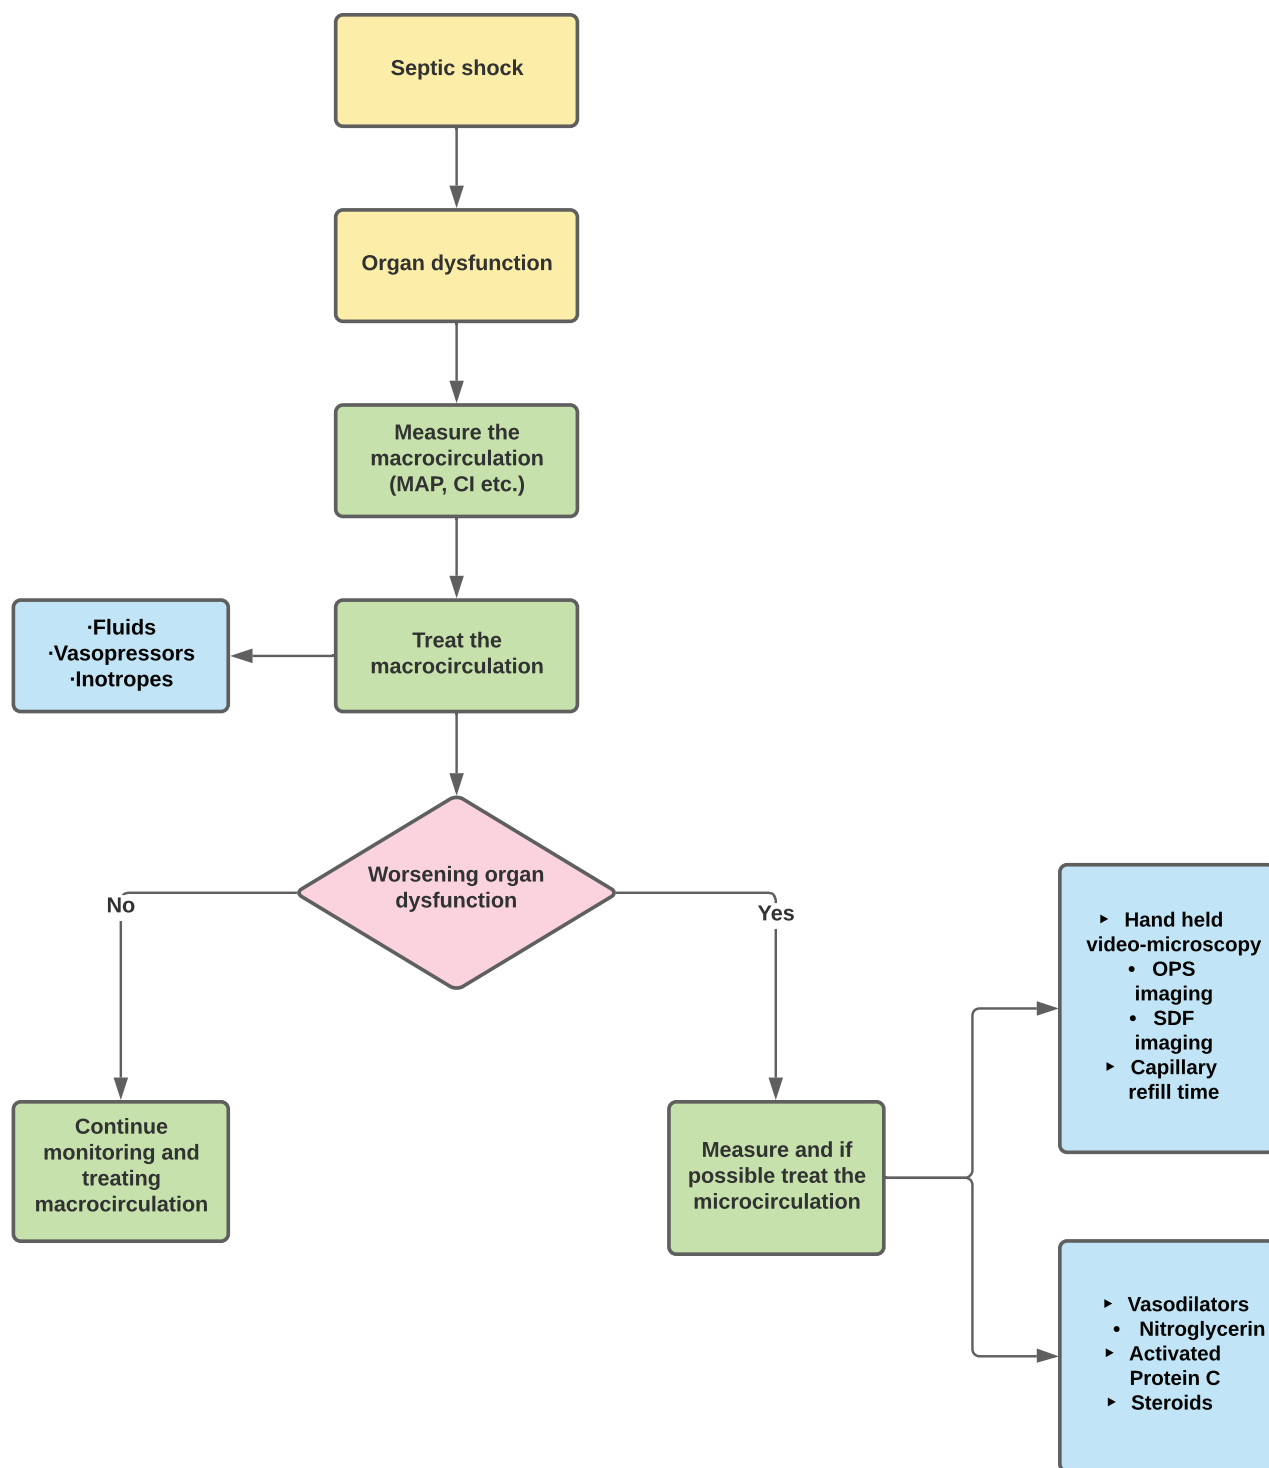 Septic shock
Organ dysfunction
Measure the
macrocirculation
(MAP, CI etc.)
·Fluids
·Vasopressors
·Inotropes
Treat the
macrocirculation
Worsening organ
dysfunction
No
Yes
‣ Hand held
video-microscopy
• OPS
imaging
• SDF
imaging
‣ Capillary
refill time
Continue
monitoring and
treating
macrocirculation
Measure and if
possible treat the
microcirculation
‣ Vasodilators
• Nitroglycerin
‣ Activated
Protein C
‣ Steroids